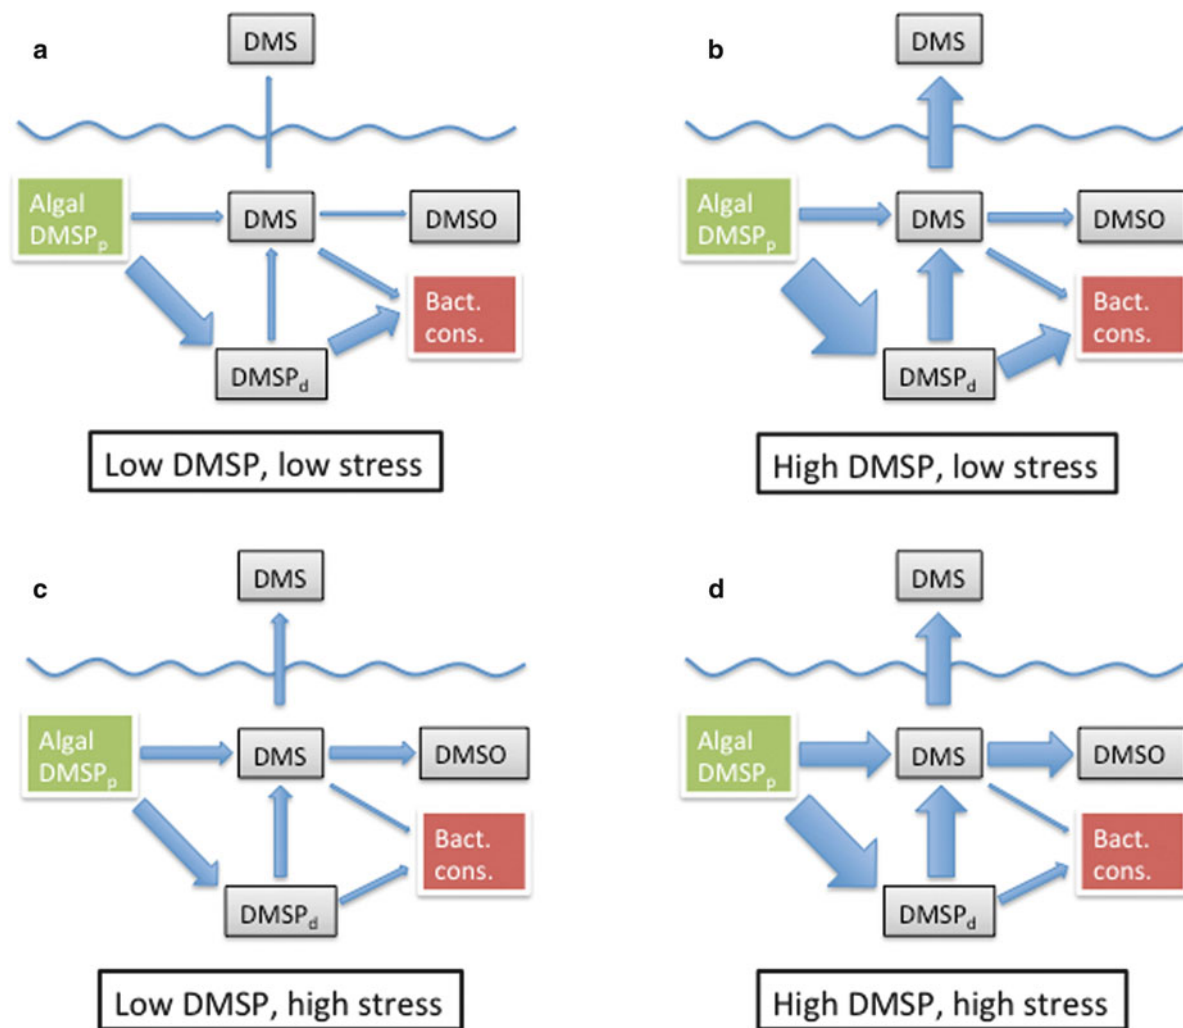 a
DMS
Algal
DMSPp
DMS
DMSO
Bact.
cons.
DMSPd
Low DMSP, low stress
b
DMS
Algal
DMSPp
DMS
DMSO
Bact.
cons.
DMSPd
High DMSP, low stress
c
DMS
Algal
DMSPp
DMS
DMSO
Bact.
cons.
DMSPd
Low DMSP, high stress
d
DMS
Algal
DMSPp
DMS
DMSO
Bact.
cons.
DMSPd
High DMSP, high stress